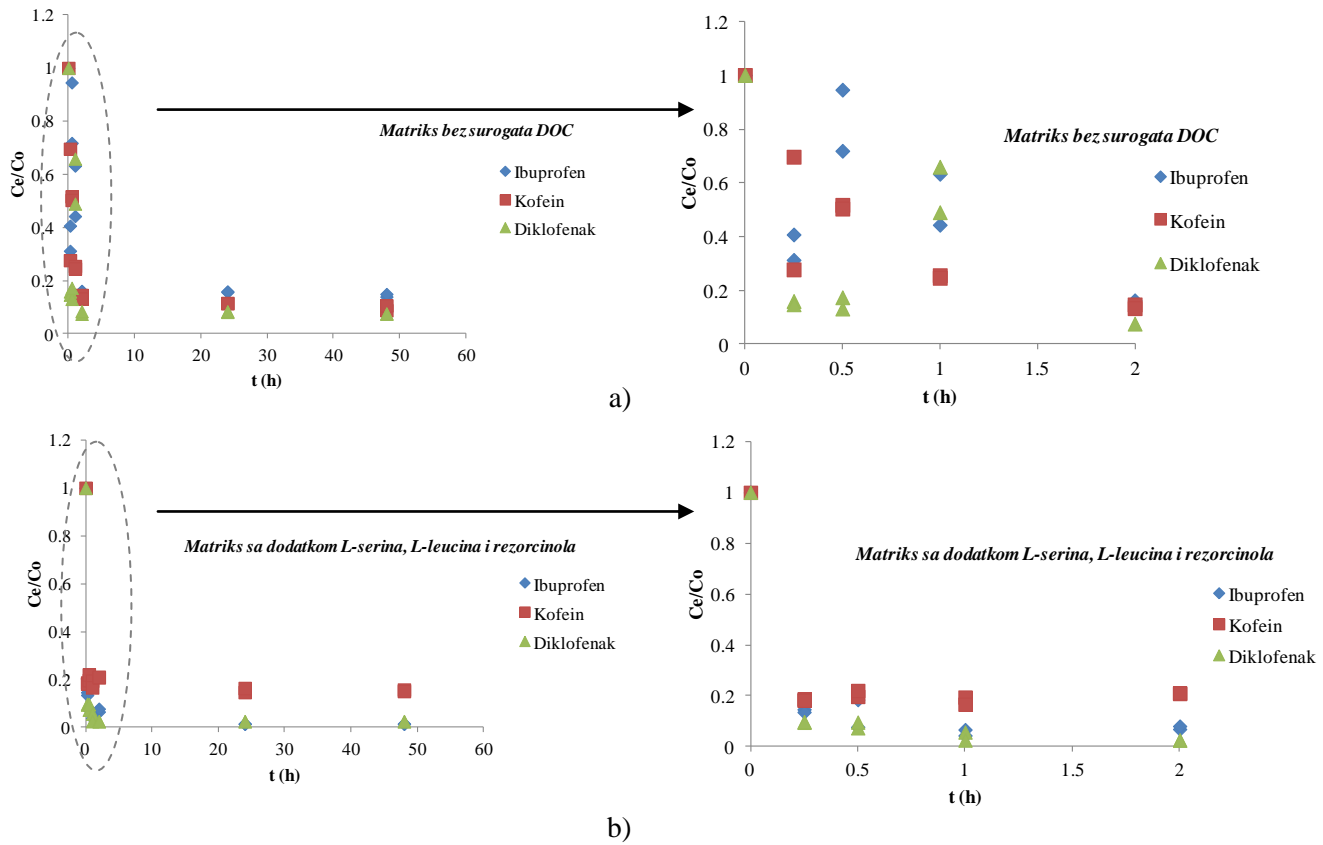 1.2
1
0.8
0.6
0.4
0.2
0
Ce/Co
0
10
20
30
40
50
60
t (h)
Matriks bez surogata DOC
Ibuprofen
Kofein
Diklofenak
1.2
1
0.8
0.6
0.4
0.2
0
Ce/Co
0
0.5
1
1.5
2
t (h)
Matriks bez surogata DOC
Ibuprofen
Kofein
Diklofenak
a)
1.2
1
0.8
0.6
0.4
0.2
0
Ce/Co
0
10
20
30
40
50
60
t (h)
Matriks sa dodatkom L-serina, L-leucina i rezorcinola
Ibuprofen
Kofein
Diklofenak
1.2
1
0.8
0.6
0.4
0.2
0
Ce/Co
0
0.5
1
1.5
2
t (h)
Matriks sa dodatkom L-serina, L-leucina i rezorcinola
Ibuprofen
Kofein
Diklofenak
b)